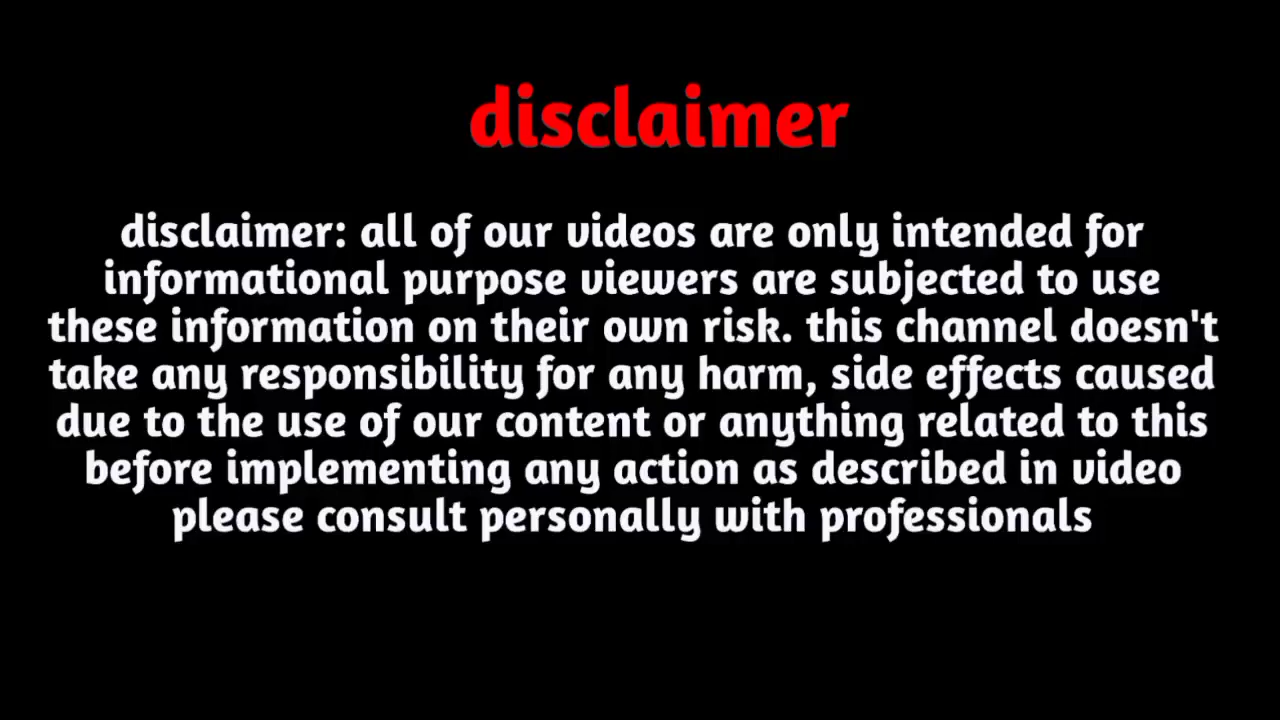 disclaimer
disclaimer: all of our videos are only intended for
informational purpose viewers are subjected to use
these information on their own risk. this channel doesn't
take any responsibility for any harm, side effects caused
due to the use of our content or anything related to this
before implementing any action as described in video
please consult personally with professionals